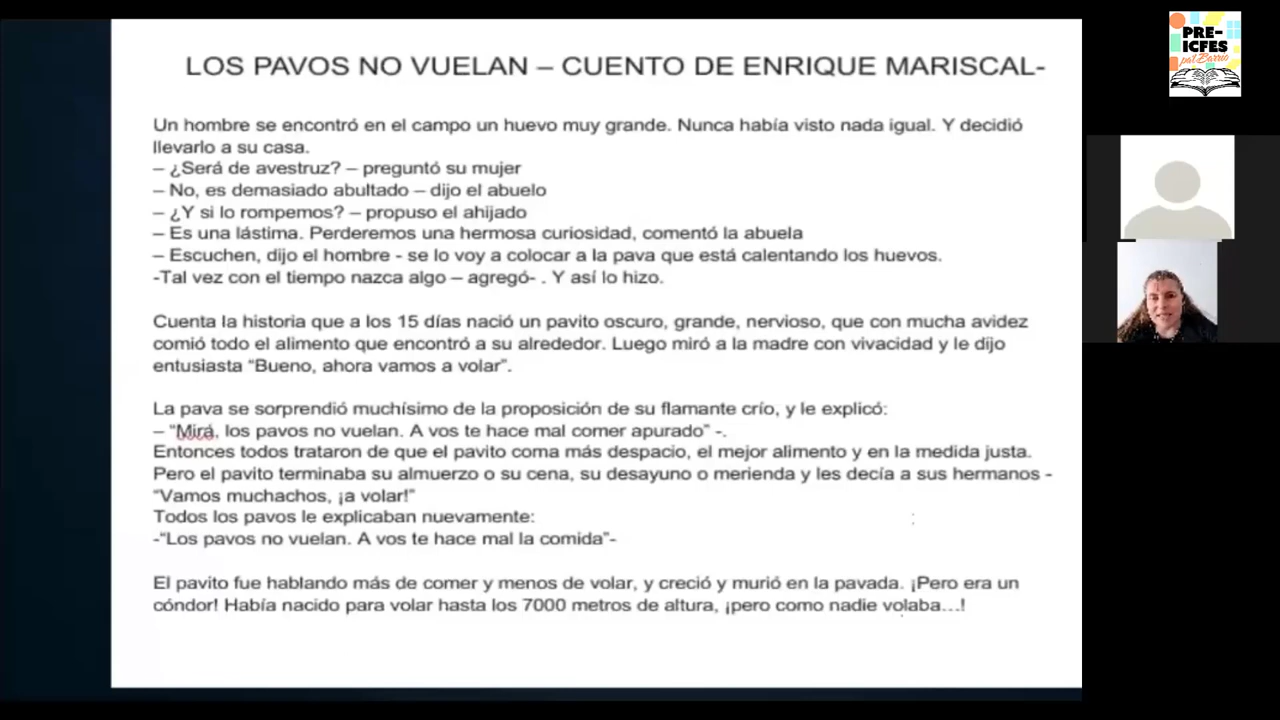 LOS PAVOS NO VUELAN – CUENTO DE ENRIQUE MARISCAL-
Un hombre se encontró en el campo un huevo muy grande. Nunca había visto nada igual. Y decidió
llevarlo a su casa.
– ¿Será de avestruz? – preguntó su mujer
– No, es demasiado abultado – dijo el abuelo
– ¿Y si lo rompemos? – propuso el ahijado
– Es una lástima. Perderemos una hermosa curiosidad, comentó la abuela
– Escuchen, dijo el hombre - se lo voy a colocar a la pava que está calentando los huevos.
-Tal vez con el tiempo nazca algo – agregó- . Y así lo hizo.
Cuenta la historia que a los 15 días nació un pavito oscuro, grande, nervioso, que con mucha avidez
comió todo el alimento que encontró a su alrededor. Luego miró a la madre con vivacidad y le dijo
entusiasta “Bueno, ahora vamos a volar”.
La pava se sorprendió muchísimo de la proposición de su flamante crío, y le explicó:
– “Mirá, los pavos no vuelan. A vos te hace mal comer apurado” -.
Entonces todos trataron de que el pavito coma más despacio, el mejor alimento y en la medida justa.
Pero el pavito terminaba su almuerzo o su cena, su desayuno o merienda y les decía a sus hermanos -
“Vamos muchachos, ¡a volar!”
Todos los pavos le explicaban nuevamente:
-“Los pavos no vuelan. A vos te hace mal la comida”-
El pavito fue hablando más de comer y menos de volar, y creció y murió en la pavada. ¡Pero era un
cóndor! Había nacido para volar hasta los 7000 metros de altura, ¡pero como nadie volaba…!
PRE-
ICFES
pa'l Barrio